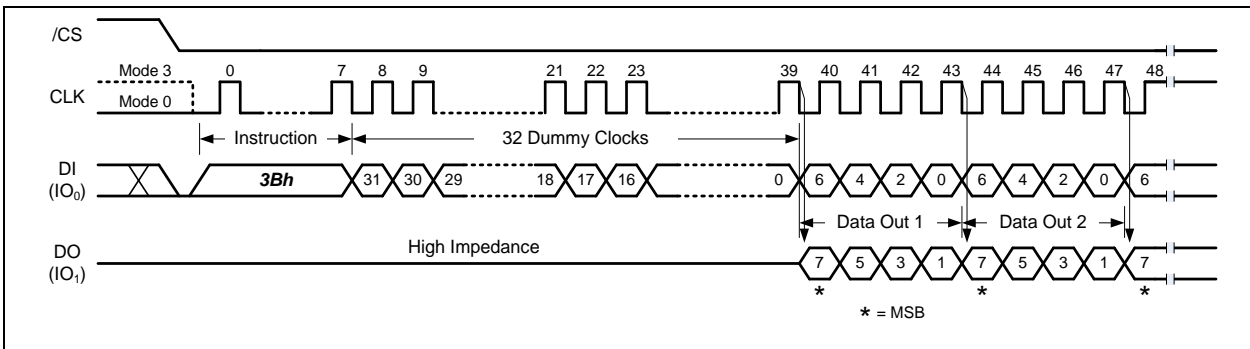 /CS
Mode 3 0 7 8 9 21 22 23 39 40 41 42 43 44 45 46 47 48
CLK
Mode 0
Instruction 32 Dummy Clocks
DI
(IO0)
3Bh 31 30 29 18 17 16 0 6 4 2 0 6 4 2 0 6
Data Out 1 Data Out 2
DO
(IO1)
High Impedance
7 5 3 1 7 5 3 1 7
* * *
* = MSB